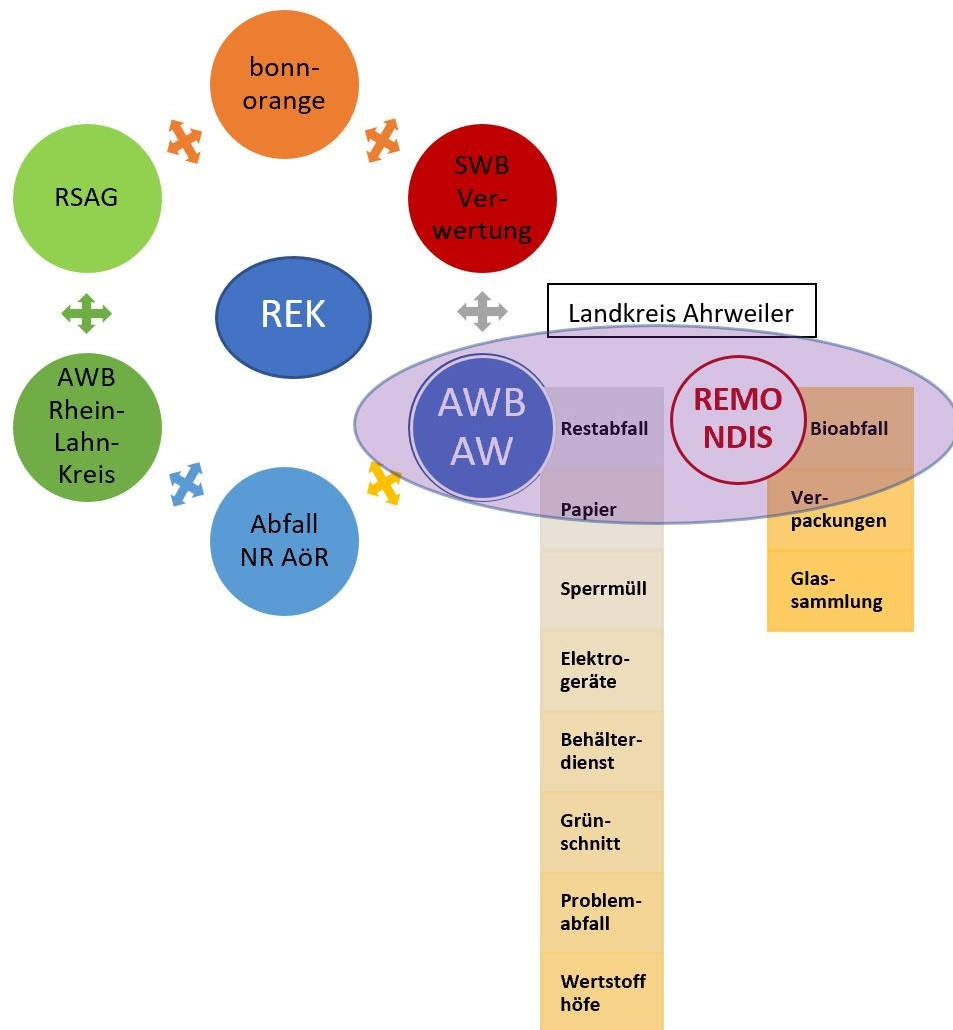 bonn-
orange
RSAG
SWB
Ver-
wertung
REK
Landkreis Ahrweiler
AWB
Rhein-
Lahn-
Kreis
AWB
AW
Restabfall
REMO
NDIS
Bioabfall
Papier
Ver-
packungen
Abfall
NR AöR
Sperrmüll
Glas-
sammlung
Elektro-
geräte
Behälter-
dienst
Grün-
schnitt
Problem-
abfall
Wertstoff
höfe